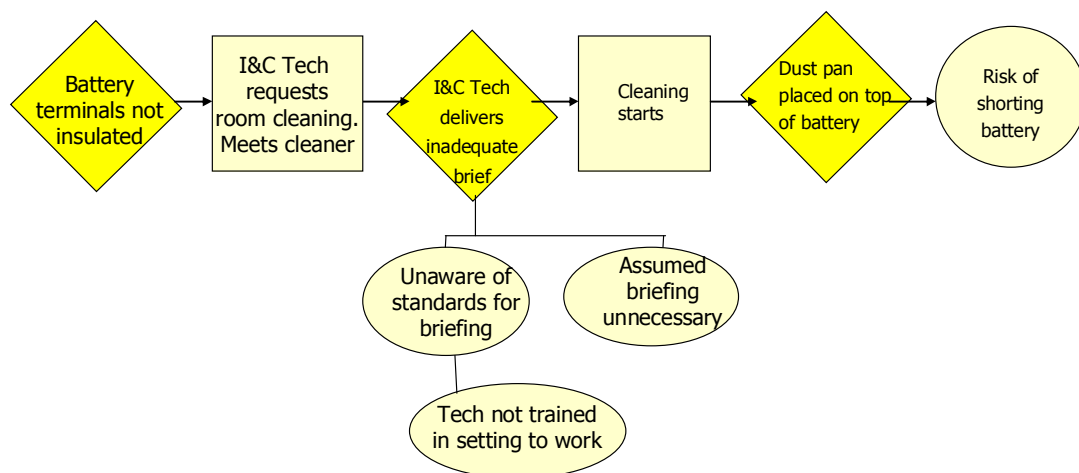 Battery
terminals not
insulated
I&C Tech
requests
room cleaning.
Meets cleaner
I&C Tech
delivers
inadequate
brief
Cleaning
starts
Dust pan
placed on top
of battery
Risk of
shorting
battery
Unaware of
standards for
briefing
Assumed
briefing
unnecessary
Tech not trained
in setting to work